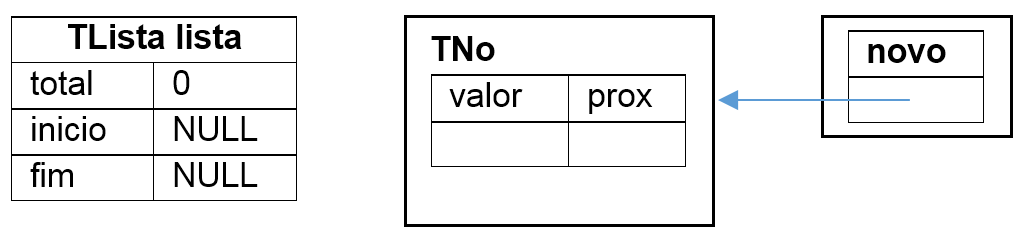 TLista lista
total 0
inicio NULL
fim NULL
TNo
valor prox
novo